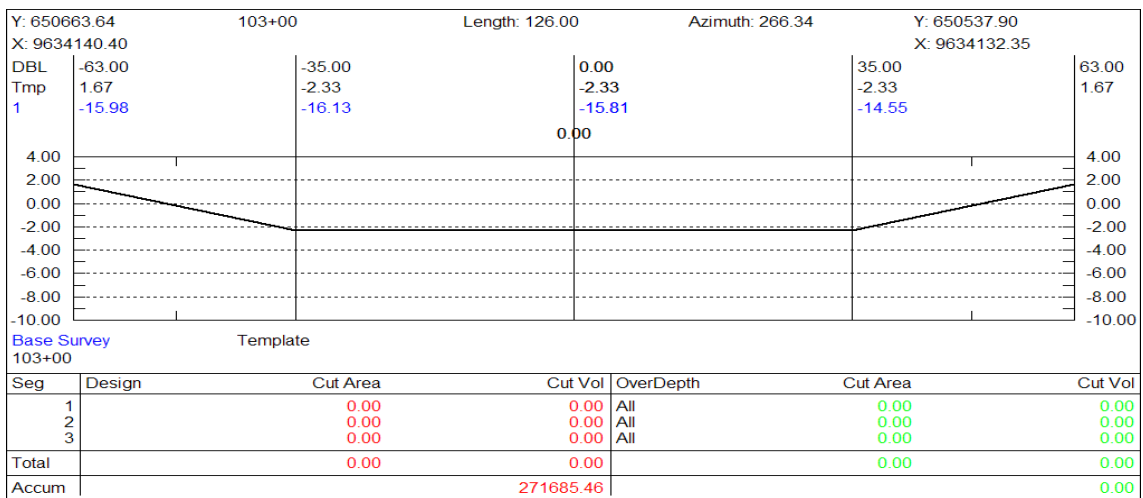 Y: 650663.64 103+00 Length: 126.00 Azimuth: 266.34 Y: 650537.90
X: 9634140.40 X: 9634132.35
DBL -63.00 -35.00 0.00 35.00 63.00
Tmp 1.67 -2.33 -2.33 -2.33 1.67
1 -15.98 -16.13 -15.81 -14.55
0.00
4.00 4.00
2.00 2.00
0.00 0.00
-2.00 -2.00
-4.00 -4.00
-6.00 -6.00
-8.00 -8.00
-10.00 -10.00
Base Survey Template
103+00
Seg Design Cut Area Cut Vol OverDepth Cut Area Cut Vol
1 0.00 0.00 All 0.00 0.00
2 0.00 0.00 All 0.00 0.00
3 0.00 0.00 All 0.00 0.00
Total 0.00 0.00 0.00 0.00
Accum 271685.46 0.00